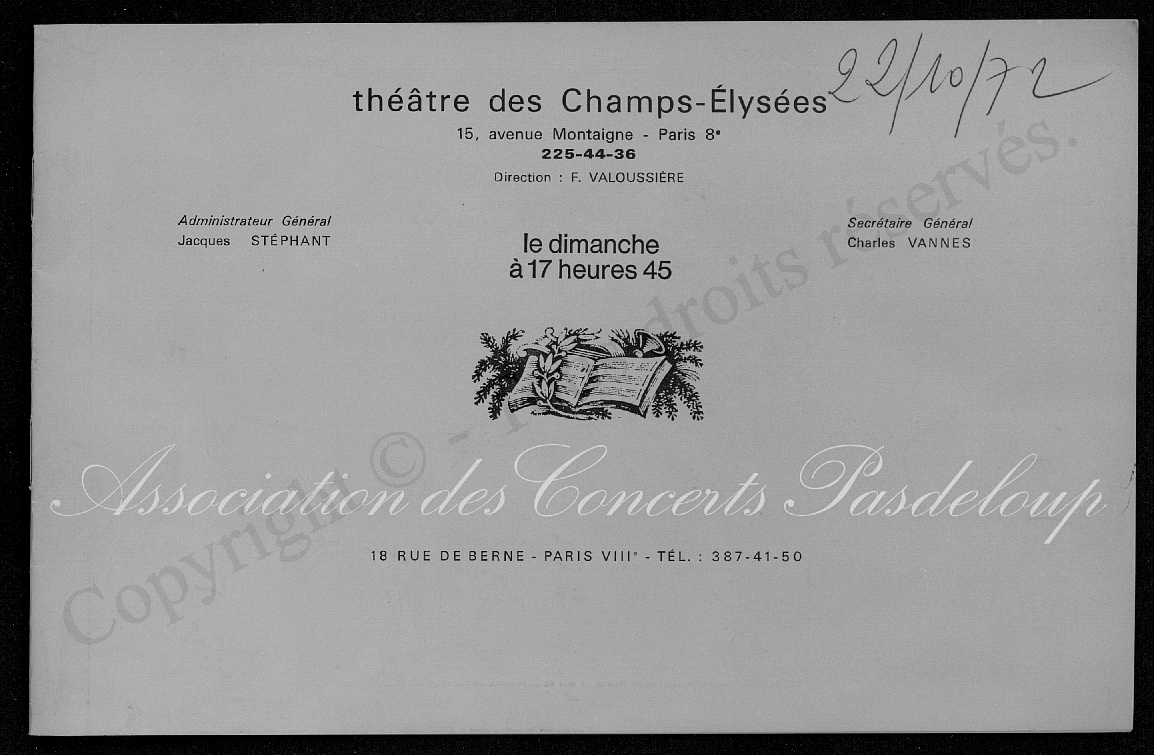 22/10/72
théâtre des Champs-Élysées
15, avenue Montaigne - Paris 8e
225-44-36
Direction : F. VALOUSSIÈRE
Administrateur Général
Jacques STÉPHANT
Secrétaire Général
Charles VANNES
le dimanche
à 17 heures 45
Association des Concerts Pasdeloup
18 RUE DE BERNE - PARIS VIII° - TÉL. : 387-41-50
Copyright © - droits réservés.